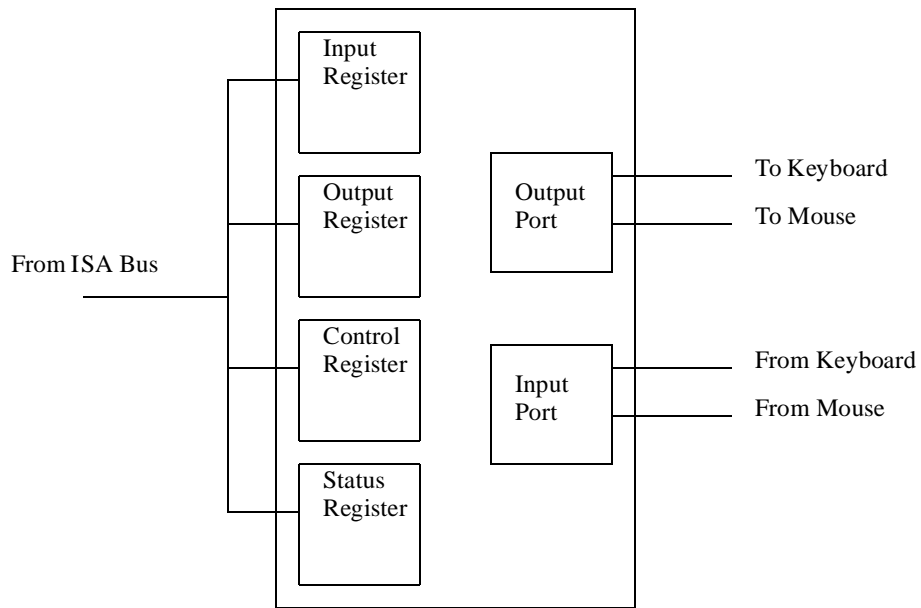 Input
Register
Output
Register
From ISA Bus
Control
Register
Status
Register
Output
Port
To Keyboard
To Mouse
Input
Port
From Keyboard
From Mouse